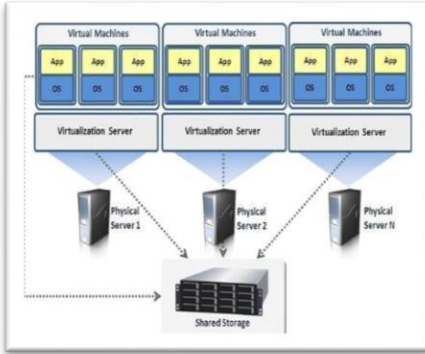 Virtual Machines Virtual Machines Virtual Machines
App App App App App App App App App
OS OS OS OS OS OS OS OS OS
Virtualization Server Virtualization Server Virtualization Server
Physical Server 1
Physical Server 2
Physical Server N
Shared Storage